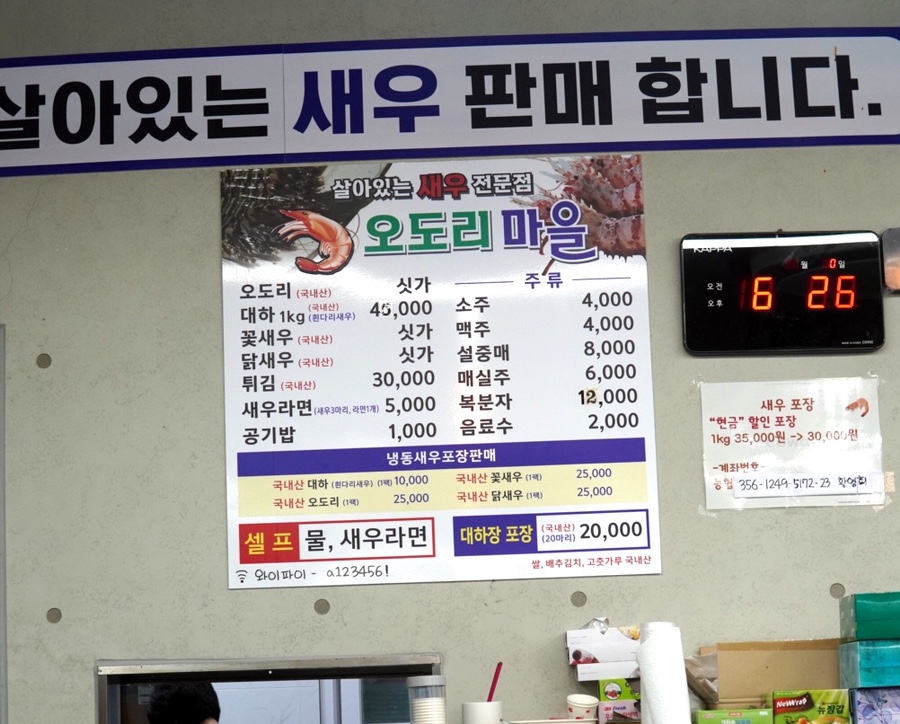 살아있는 새우 판매 합니다.
살아있는 새우 전문점
오도리 마을
오도리 (국내산) 싯가
대하 1kg (국내산) (흰다리새우) 45,000
꽃새우 (국내산) 싯가
닭새우 (국내산) 싯가
튀김 (국내산) 30,000
새우라면 (새우3마리, 라면1개) 5,000
공기밥 1,000
주류
소주 4,000
맥주 4,000
설중매 8,000
매실주 6,000
복분자 12,000
음료수 2,000
냉동새우포장판매
국내산 대하 (흰다리새우) (1팩) 10,000
국내산 오도리 (1팩) 25,000
국내산 꽃새우 (1팩) 25,000
국내산 닭새우 (1팩) 25,000
셀프 물, 새우라면
대하장 포장 (국내산) (20마리) 20,000
와이파이 - a123456!
쌀, 배추김치, 고춧가루 국내산
KAPPA
월 일
오전
오후
6 26
새우 포장
"현금" 할인 포장
1kg 35,000원 -> 30,000원
-계좌번호-
농협 356-1249-5172-23
NeWrap
뉴장갑